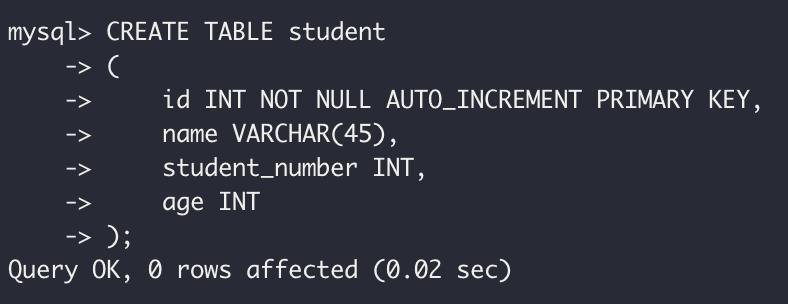 mysql> CREATE TABLE student
    -> (
    ->     id INT NOT NULL AUTO_INCREMENT PRIMARY KEY,
    ->     name VARCHAR(45),
    ->     student_number INT,
    ->     age INT
    -> );
Query OK, 0 rows affected (0.02 sec)